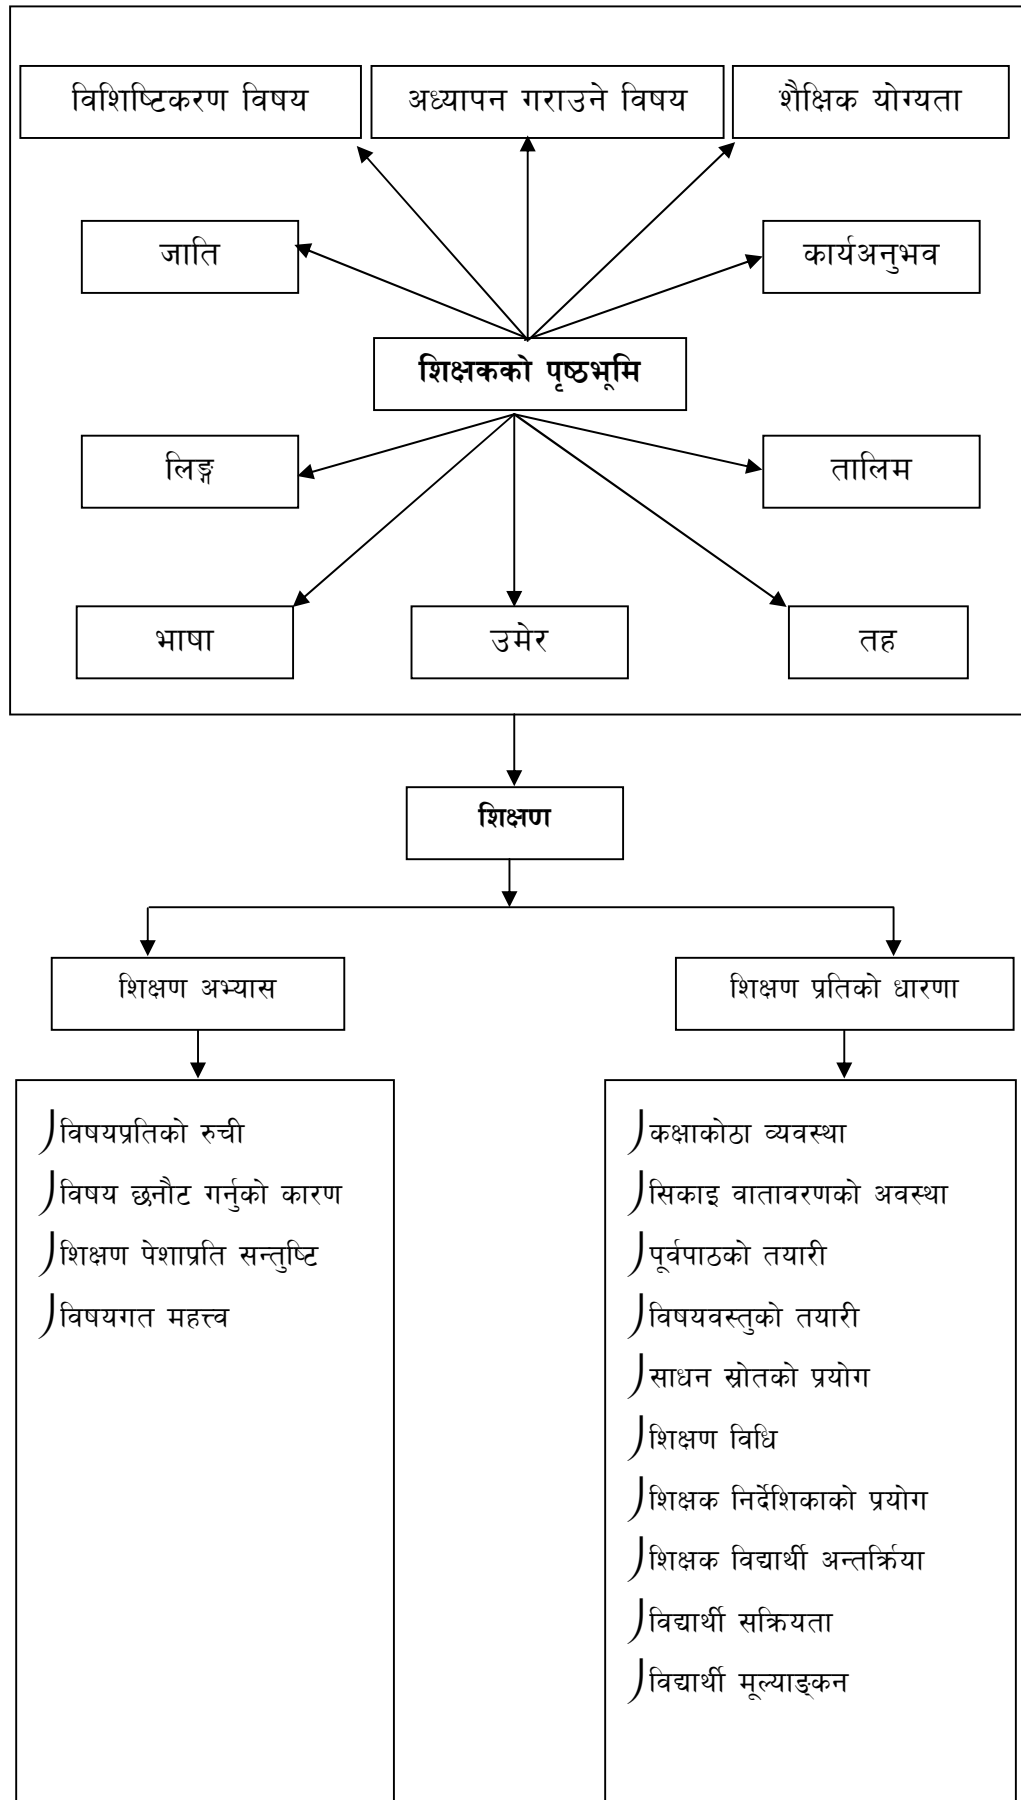 विशिष्टिकरण विषय
अध्यापन गराउने विषय
शैक्षिक योग्यता
जाति
कार्यअनुभव
शिक्षकको पृष्ठभूमि
लिङ्ग
तालिम
भाषा
उमेर
तह
शिक्षण
शिक्षण अभ्यास
शिक्षण प्रतिको धारणा
विषयप्रतिको रुची
विषय छनौट गर्नुको कारण
शिक्षण पेशाप्रति सन्तुष्टि
विषयगत महत्त्व
कक्षाकोठा व्यवस्था
सिकाइ वातावरणको अवस्था
पूर्वपाठको तयारी
विषयवस्तुको तयारी
साधन स्रोतको प्रयोग
शिक्षण विधि
शिक्षक निर्देशिकाको प्रयोग
शिक्षक विद्यार्थी अन्तर्क्रिया
विद्यार्थी सक्रियता
विद्यार्थी मूल्याङ्कन